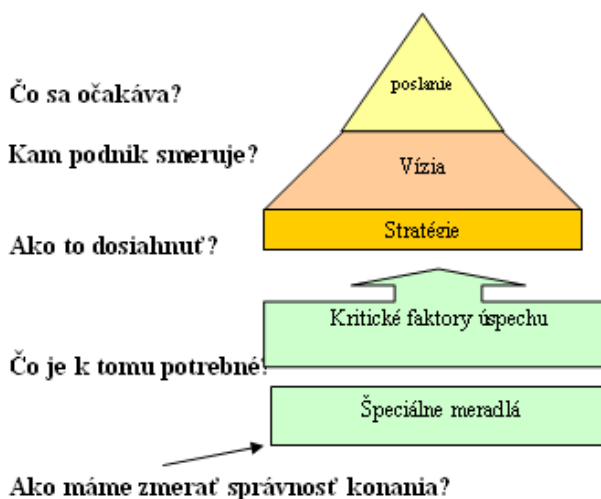 Čo sa očakáva?
poslanie
Kam podnik smeruje?
Vízia
Ako to dosiahnuť?
Stratégie
Kritické faktory úspechu
Čo je k tomu potrebné?
Špeciálne meradlá
Ako máme zmerať správnosť konania?